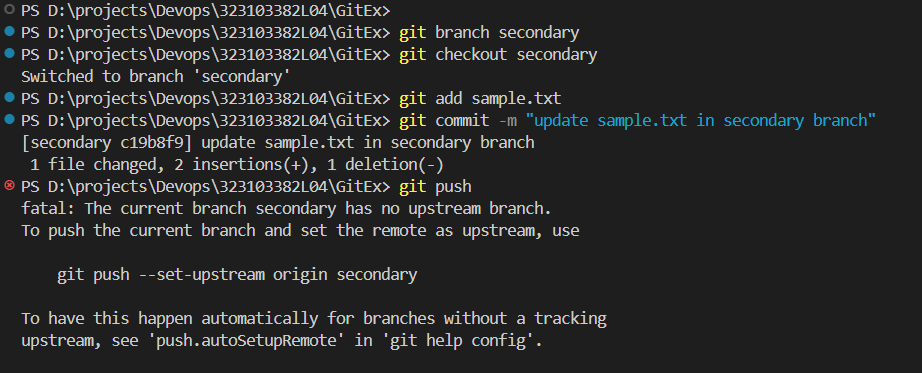 PS D:\projects\Devops\323103382L04\GitEx>
PS D:\projects\Devops\323103382L04\GitEx> git branch secondary
PS D:\projects\Devops\323103382L04\GitEx> git checkout secondary
Switched to branch 'secondary'
PS D:\projects\Devops\323103382L04\GitEx> git add sample.txt
PS D:\projects\Devops\323103382L04\GitEx> git commit -m "update sample.txt in secondary branch"
[secondary c19b8f9] update sample.txt in secondary branch
 1 file changed, 2 insertions(+), 1 deletion(-)
PS D:\projects\Devops\323103382L04\GitEx> git push
fatal: The current branch secondary has no upstream branch.
To push the current branch and set the remote as upstream, use

    git push --set-upstream origin secondary

To have this happen automatically for branches without a tracking
upstream, see 'push.autoSetupRemote' in 'git help config'.